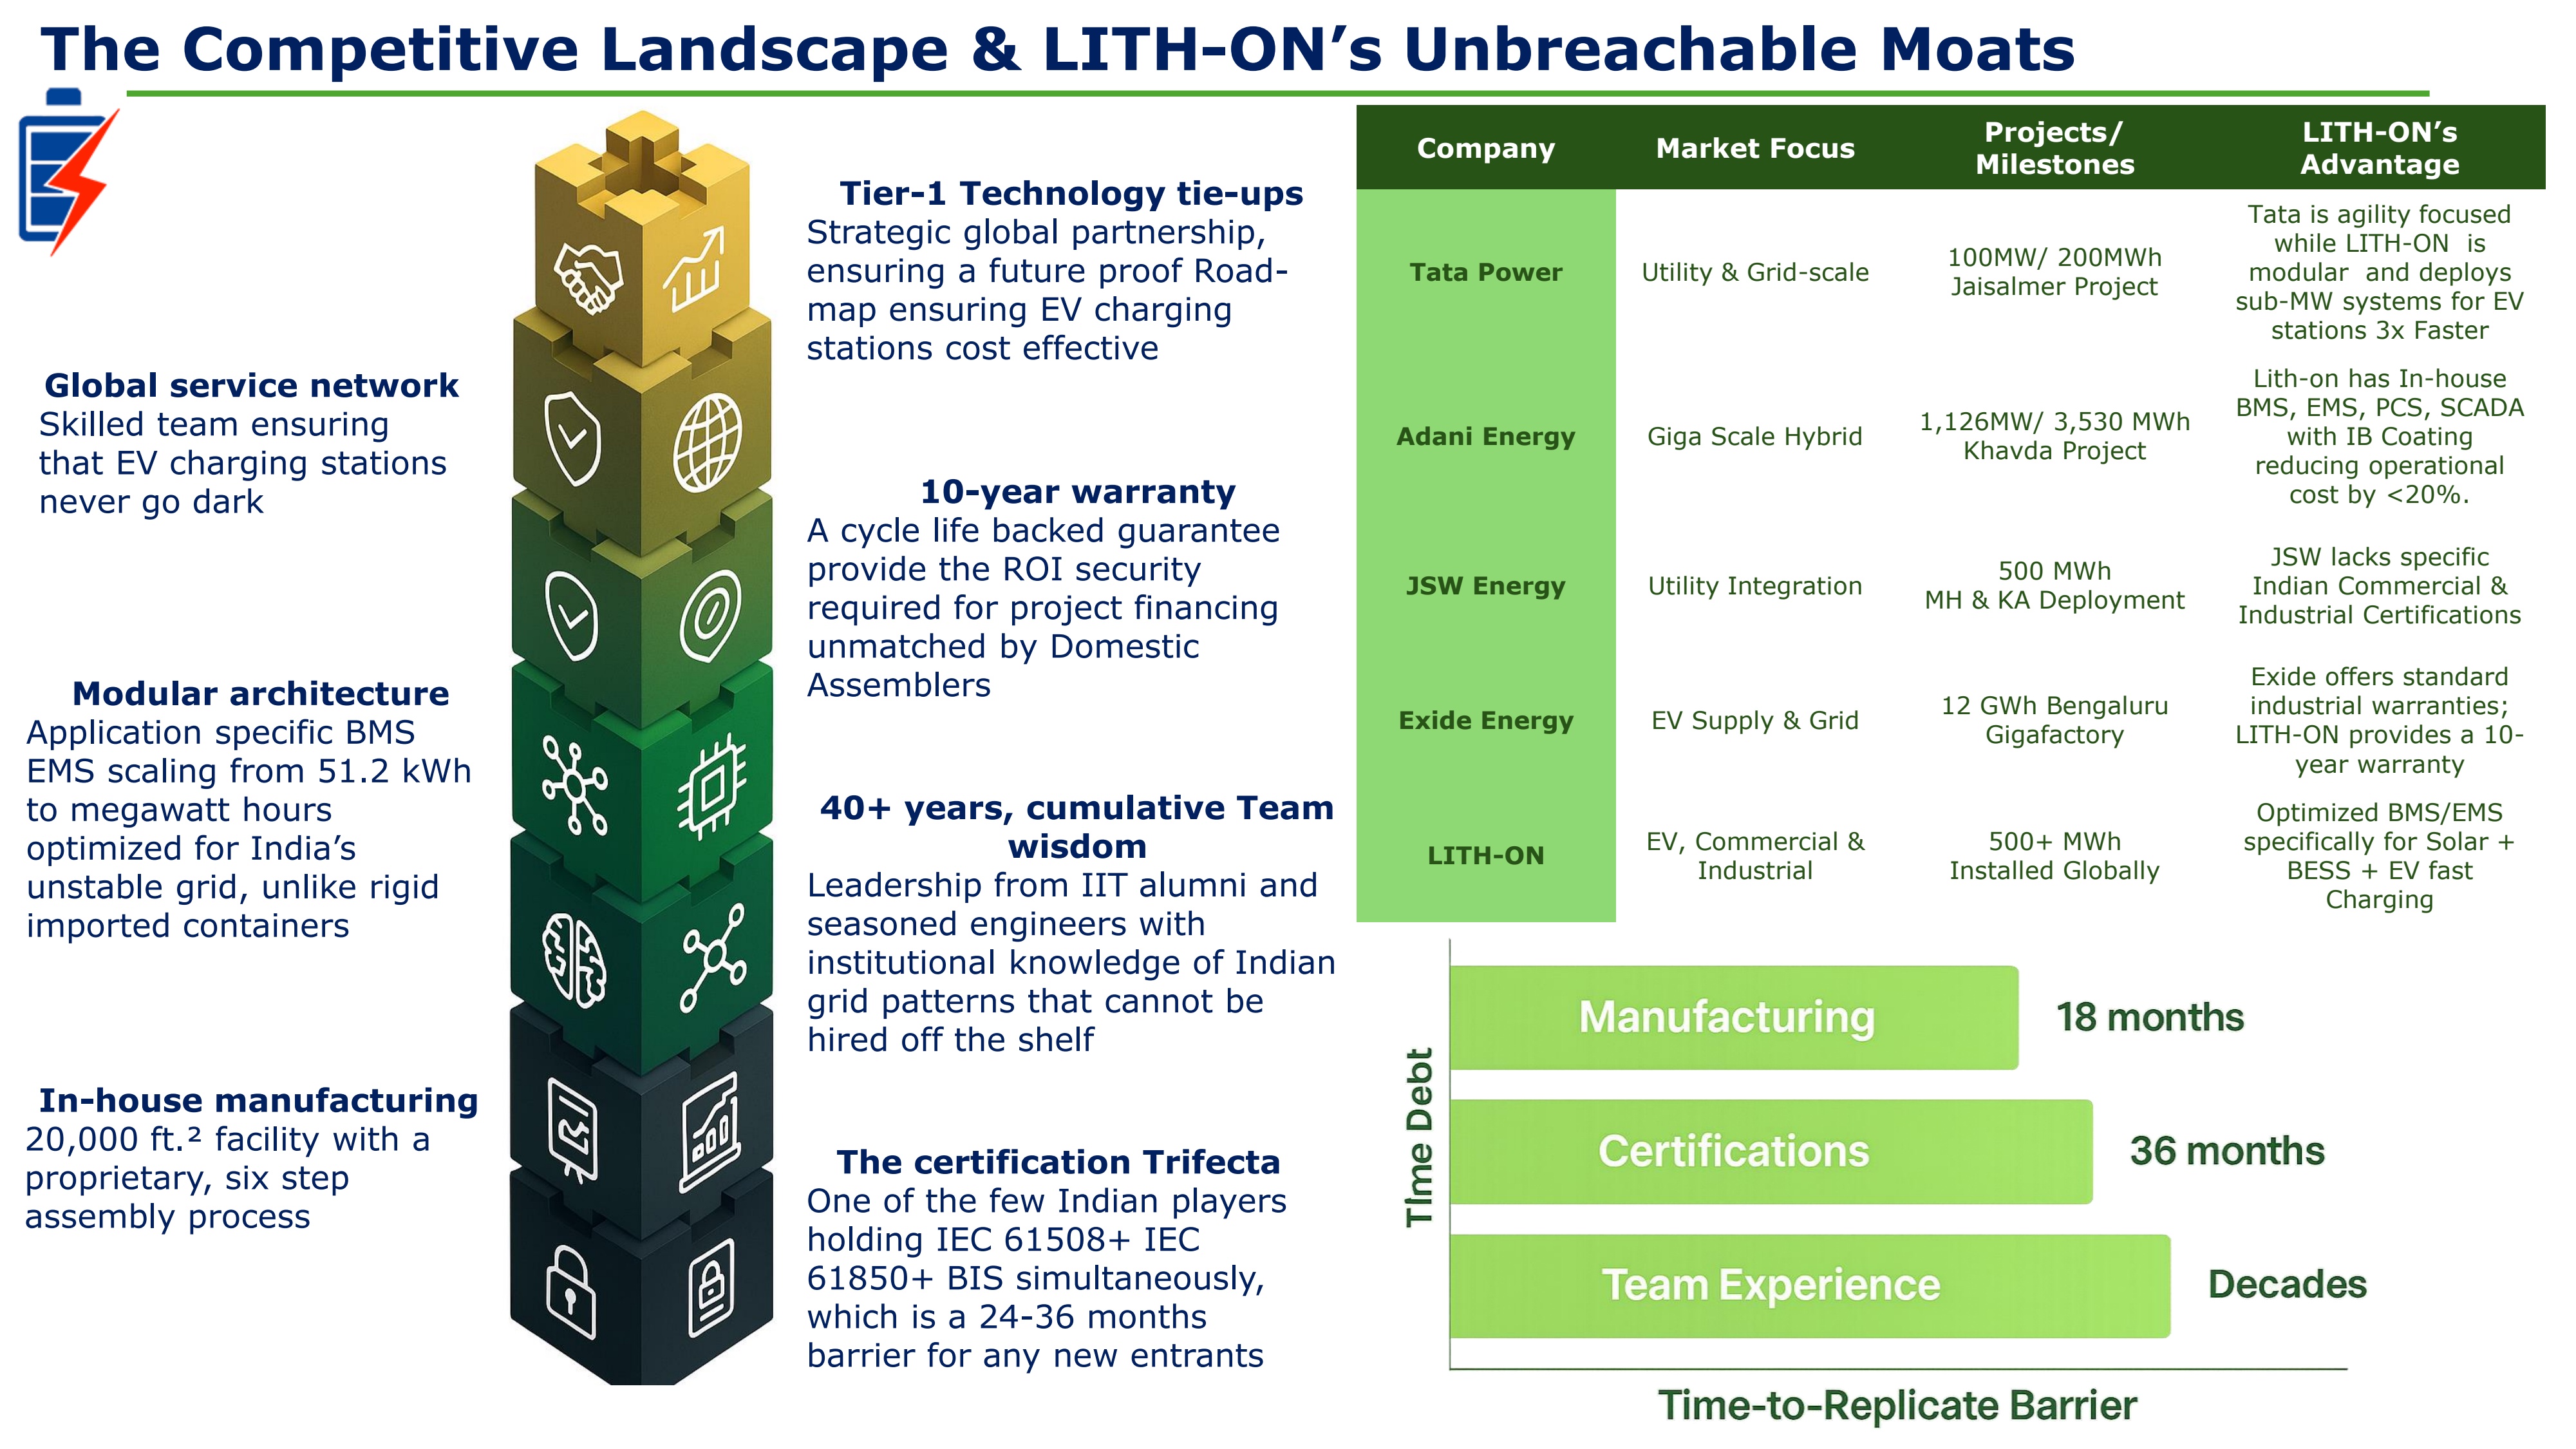 The Competitive Landscape & LITH-ON’s Unbreachable Moats
Global service network
Skilled team ensuring
that EV charging stations
never go dark
Modular architecture
Application specific BMS
EMS scaling from 51.2 kWh
to megawatt hours
optimized for India’s
unstable grid, unlike rigid
imported containers
In-house manufacturing
20,000 ft.² facility with a
proprietary, six step
assembly process
Tier-1 Technology tie-ups
Strategic global partnership,
ensuring a future proof Road-
map ensuring EV charging
stations cost effective
10-year warranty
A cycle life backed guarantee
provide the ROI security
required for project financing
unmatched by Domestic
Assemblers
40+ years, cumulative Team
wisdom
Leadership from IIT alumni and
seasoned engineers with
institutional knowledge of Indian
grid patterns that cannot be
hired off the shelf
The certification Trifecta
One of the few Indian players
holding IEC 61508+ IEC
61850+ BIS simultaneously,
which is a 24-36 months
barrier for any new entrants
Company
Market Focus
Projects/
Milestones
LITH-ON’s
Advantage
Tata Power
Utility & Grid-scale
100MW/ 200MWh
Jaisalmer Project
Tata is agility focused
while LITH-ON is
modular and deploys
sub-MW systems for EV
stations 3x Faster
Adani Energy
Giga Scale Hybrid
1,126MW/ 3,530 MWh
Khavda Project
Lith-on has In-house
BMS, EMS, PCS, SCADA
with IB Coating
reducing operational
cost by <20%.
JSW Energy
Utility Integration
500 MWh
MH & KA Deployment
JSW lacks specific
Indian Commercial &
Industrial Certifications
Exide Energy
EV Supply & Grid
12 GWh Bengaluru
Gigafactory
Exide offers standard
industrial warranties;
LITH-ON provides a 10-
year warranty
LITH-ON
EV, Commercial &
Industrial
500+ MWh
Installed Globally
Optimized BMS/EMS
specifically for Solar +
BESS + EV fast
Charging
Time Debt
Manufacturing
18 months
Certifications
36 months
Team Experience
Decades
Time-to-Replicate Barrier